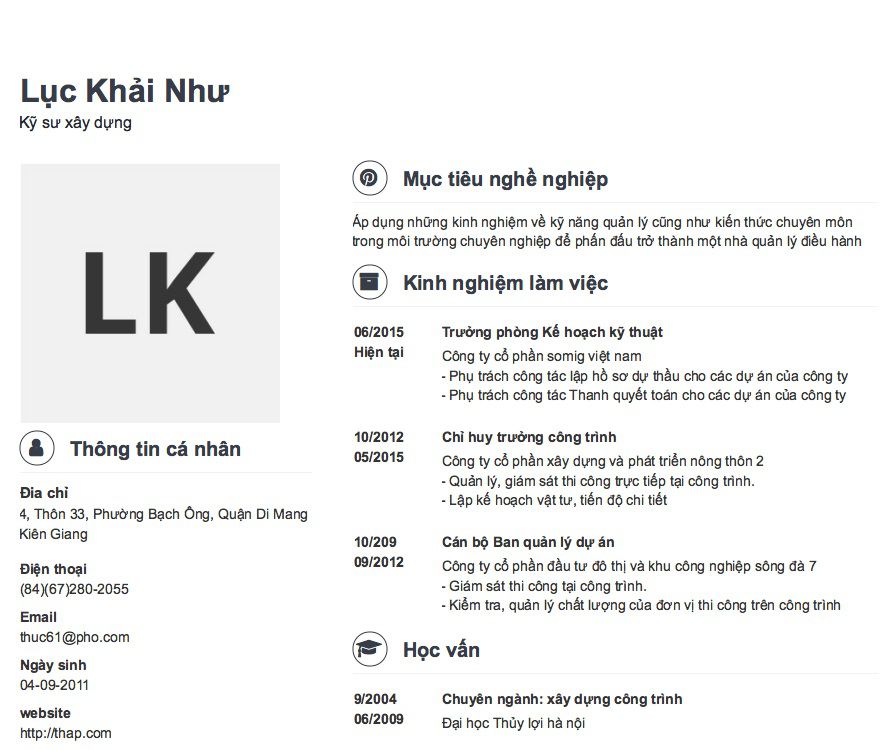 Lục Khải Như
Kỹ sư xây dựng
LK
Thông tin cá nhân
Đia chỉ
4, Thôn 33, Phường Bạch Ông, Quận Di Mang
Kiên Giang
Điện thoại
(84)(67)280-2055
Email
thuc61@pho.com
Ngày sinh
04-09-2011
website
http://thap.com
Mục tiêu nghề nghiệp
Áp dụng những kinh nghiệm về kỹ năng quản lý cũng như kiến thức chuyên môn
trong môi trường chuyên nghiệp để phấn đấu trở thành một nhà quản lý điều hành
Kinh nghiệm làm việc
06/2015 Trưởng phòng Kế hoạch kỹ thuật
Hiện tại Công ty cổ phần somig việt nam
- Phụ trách công tác lập hồ sơ dự thầu cho các dự án của công ty
- Phụ trách công tác Thanh quyết toán cho các dự án của công ty
10/2012 Chỉ huy trưởng công trình
05/2015 Công ty cổ phần xây dựng và phát triển nông thôn 2
- Quản lý, giám sát thi công trực tiếp tại công trình.
- Lập kế hoạch vật tư, tiến độ chi tiết
10/209 Cán bộ Ban quản lý dự án
09/2012 Công ty cổ phần đầu tư đô thị và khu công nghiệp sông đà 7
- Giám sát thi công tại công trình.
- Kiểm tra, quản lý chất lượng của đơn vị thi công trên công trình
Học vấn
9/2004 Chuyên ngành: xây dựng công trình
06/2009 Đại học Thủy lợi hà nội